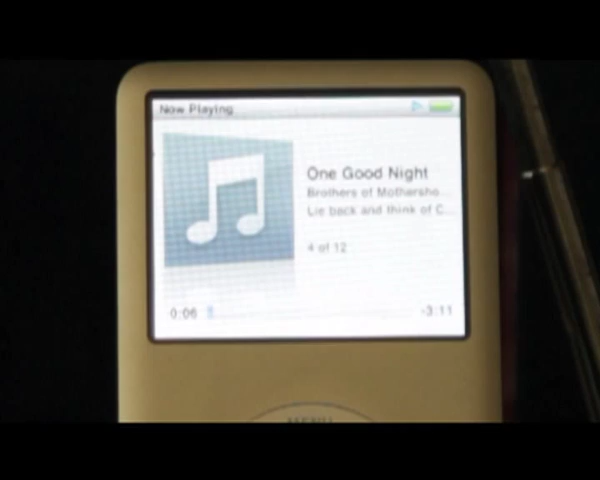 Now Playing
One Good Night
Brothers of Mothersho...
Lie back and think of C...
4 of 12
0:06
-3:11
MENU